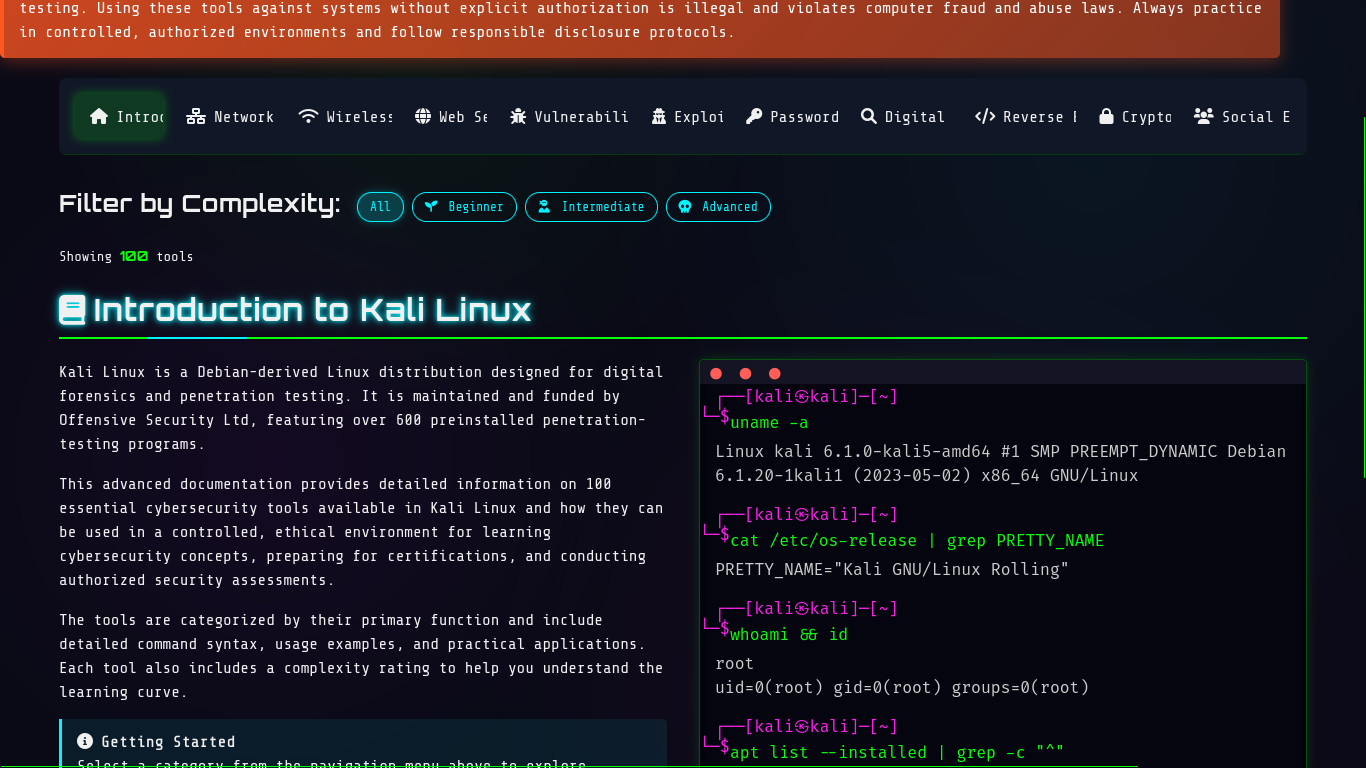 testing. Using these tools against systems without explicit authorization is illegal and violates computer fraud and abuse laws. Always practice
in controlled, authorized environments and follow responsible disclosure protocols.
Introd Network Wireless Web Se Vulnerabili Exploi Password Digital Reverse Crypto Social E
Filter by Complexity: All Beginner Intermediate Advanced
Showing 100 tools
Introduction to Kali Linux
Kali Linux is a Debian-derived Linux distribution designed for digital
forensics and penetration testing. It is maintained and funded by
Offensive Security Ltd, featuring over 600 preinstalled penetration-
testing programs.
This advanced documentation provides detailed information on 100
essential cybersecurity tools available in Kali Linux and how they can
be used in a controlled, ethical environment for learning
cybersecurity concepts, preparing for certifications, and conducting
authorized security assessments.
The tools are categorized by their primary function and include
detailed command syntax, usage examples, and practical applications.
Each tool also includes a complexity rating to help you understand the
learning curve.
Getting Started
Select a category from the navigation menu above to explore
┌──[kali㉿kali]─[~]
└─$uname -a
Linux kali 6.1.0-kali5-amd64 #1 SMP PREEMPT_DYNAMIC Debian
6.1.20-1kali1 (2023-05-02) x86_64 GNU/Linux
┌──[kali㉿kali]─[~]
└─$cat /etc/os-release | grep PRETTY_NAME
PRETTY_NAME="Kali GNU/Linux Rolling"
┌──[kali㉿kali]─[~]
└─$whoami && id
root
uid=0(root) gid=0(root) groups=0(root)
┌──[kali㉿kali]─[~]
└─$apt list --installed | grep -c "^"